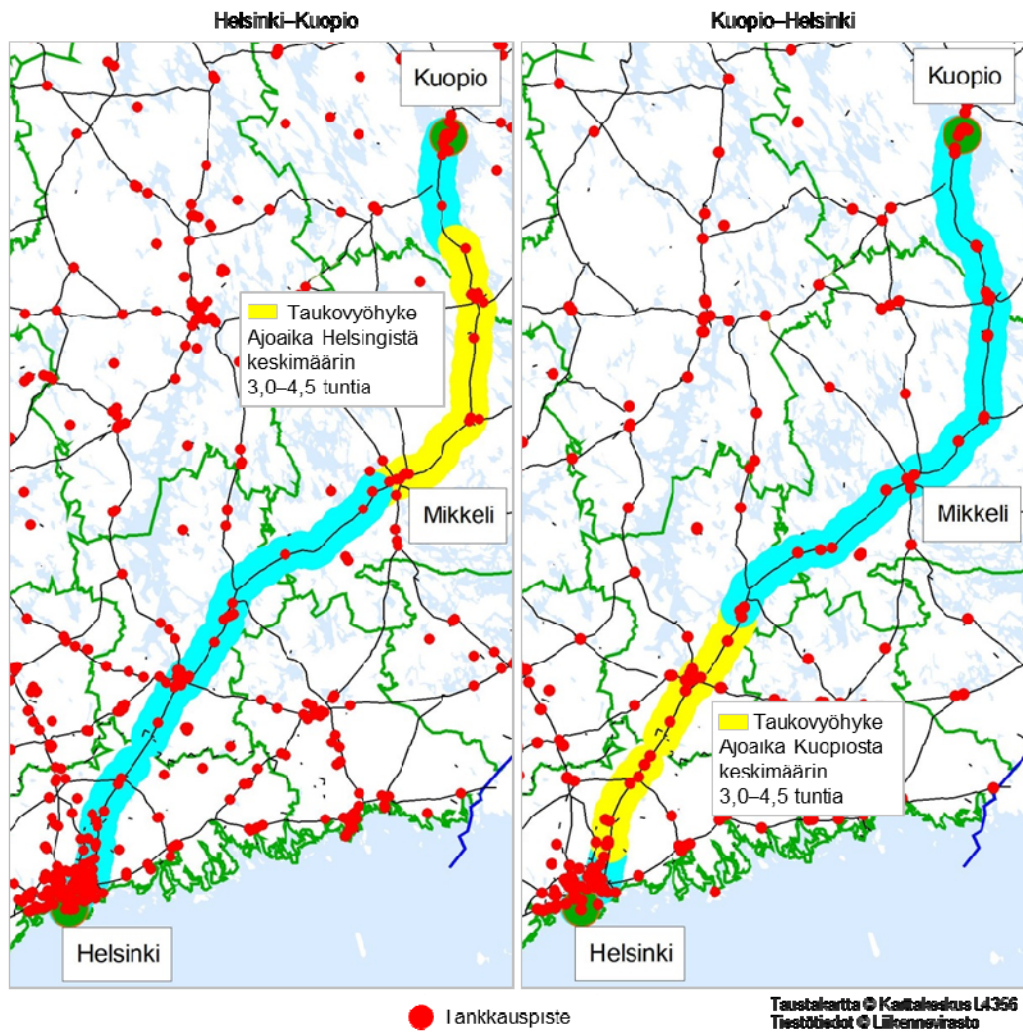 Helsinki–Kuopio
Kuopio–Helsinki
Kuopio
Kuopio
Taukovyöhyke
Ajoaika Helsingistä
keskimäärin
3,0–4,5 tuntia
Mikkeli
Mikkeli
Taukovyöhyke
Ajoaika Kuopiosta
keskimäärin
3,0–4,5 tuntia
Helsinki
Helsinki
Tankkauspiste
Taustakartta © Karttakeskus L4356
Tiestötiedot © Liikennevirasto